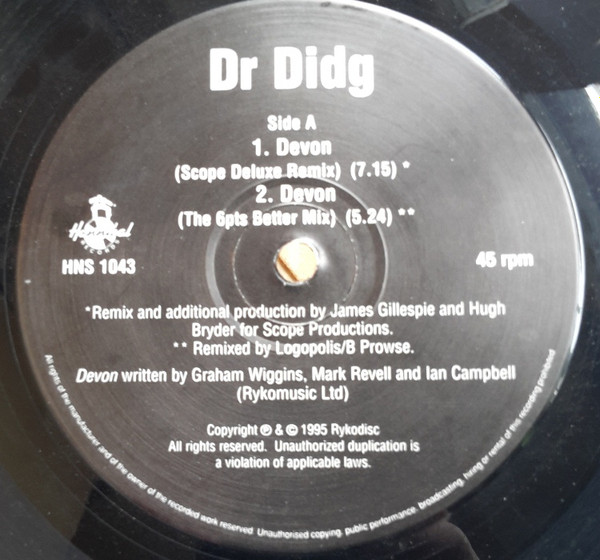 Dr Didg
Side A
1. Devon
(Scope Deluxe Remix) (7.15) *
2. Devon
(The 6pts Better Mix) (5.24) **
Hannibal
RECORDS
HNS 1043
45 rpm
*Remix and additional production by James Gillespie and Hugh
Bryder for Scope Productions.
** Remixed by Logopolis/B Prowse.
Devon written by Graham Wiggins, Mark Revell and Ian Campbell
(Rykomusic Ltd)
Copyright ℗ & © 1995 Rykodisc
All rights reserved. Unauthorized duplication is
a violation of applicable laws.
All rights of the manufacturer and of the owner of the recorded work reserved. Unauthorised copying, public performance, broadcasting, hiring or rental of this recording prohibited